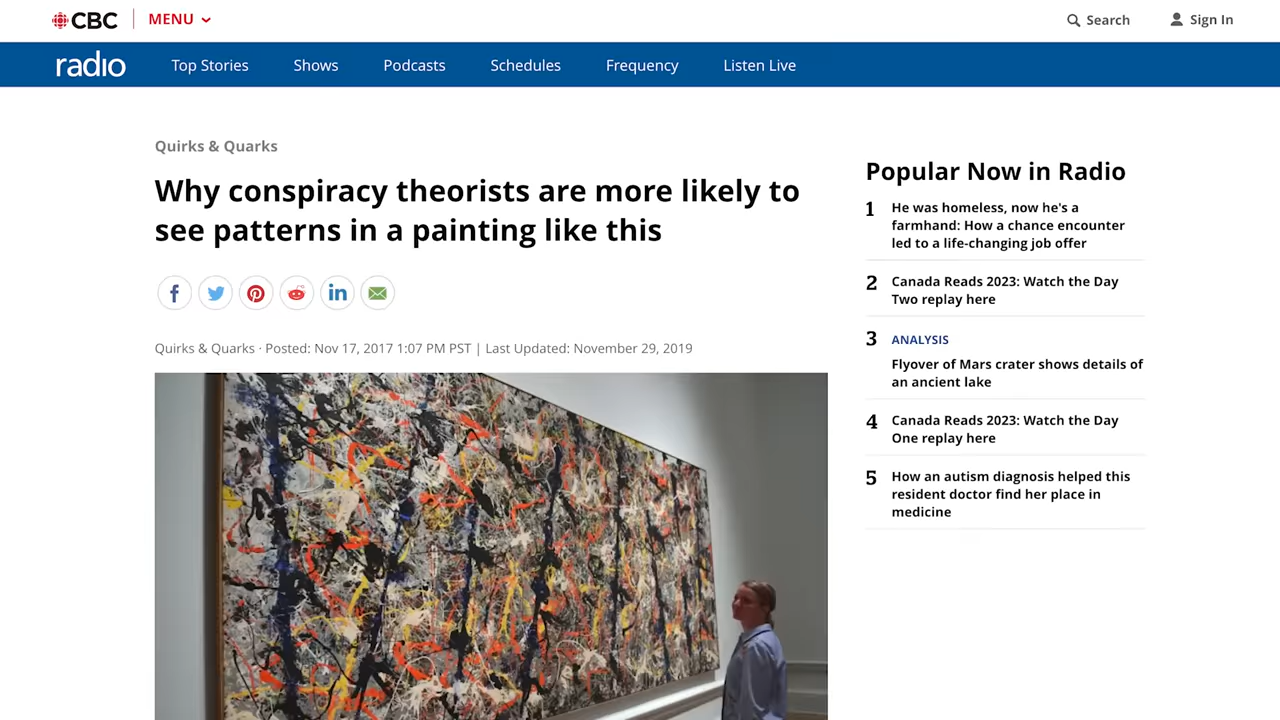 CBC MENU Search Sign In
radio Top Stories Shows Podcasts Schedules Frequency Listen Live
Quirks & Quarks
Why conspiracy theorists are more likely to
see patterns in a painting like this
Quirks & Quarks · Posted: Nov 17, 2017 1:07 PM PST | Last Updated: November 29, 2019
Popular Now in Radio
1 He was homeless, now he's a
farmhand: How a chance encounter
led to a life-changing job offer
2 Canada Reads 2023: Watch the Day
Two replay here
3 ANALYSIS
Flyover of Mars crater shows details of
an ancient lake
4 Canada Reads 2023: Watch the Day
One replay here
5 How an autism diagnosis helped this
resident doctor find her place in
medicine